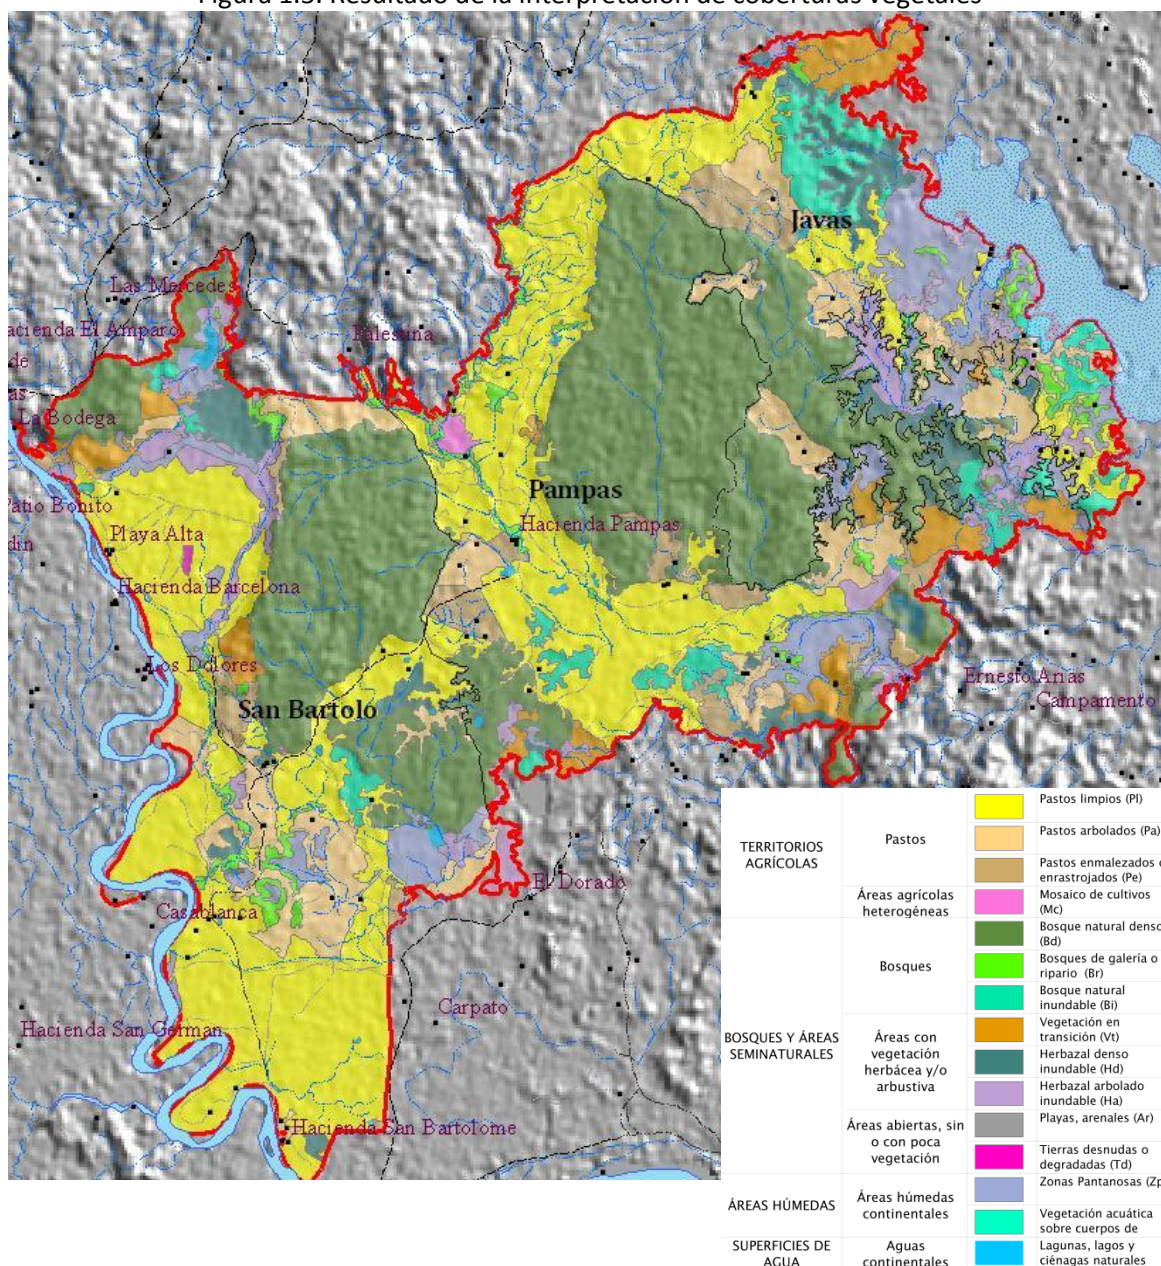 Figura 1.3. Resultado de la interpretación de coberturas vegetales
Javas
Las Mercedes
acienda El Amparo
Palestina
de
as
La Bodega
Pampas
Hacienda Pampas
Patio Bonito
Playa Alta
din
Hacienda Barcelona
Los Dolores
San Bartolo
Ernesto Arias
Campamento
El Dorado
Casablanca
Carpato
Hacienda San German
Hacienda San Bartolome
TERRITORIOS
AGRÍCOLAS
Pastos
Pastos limpios (Pl)
Pastos arbolados (Pa)
Pastos enmalezados o
enrastrojados (Pe)
Áreas agrícolas
heterogéneas
Mosaico de cultivos
(Mc)
BOSQUES Y ÁREAS
SEMINATURALES
Bosques
Bosque natural denso
(Bd)
Bosques de galería o
ripario (Br)
Bosque natural
inundable (Bi)
Áreas con
vegetación
herbácea y/o
arbustiva
Vegetación en
transición (Vt)
Herbazal denso
inundable (Hd)
Herbazal arbolado
inundable (Ha)
Áreas abiertas, sin
o con poca
vegetación
Playas, arenales (Ar)
Tierras desnudas o
degradadas (Td)
ÁREAS HÚMEDAS
Áreas húmedas
continentales
Zonas Pantanosas (Zp
Vegetación acuática
sobre cuerpos de
SUPERFICIES DE
AGUA
Aguas
continentales
Lagunas, lagos y
ciénagas naturales